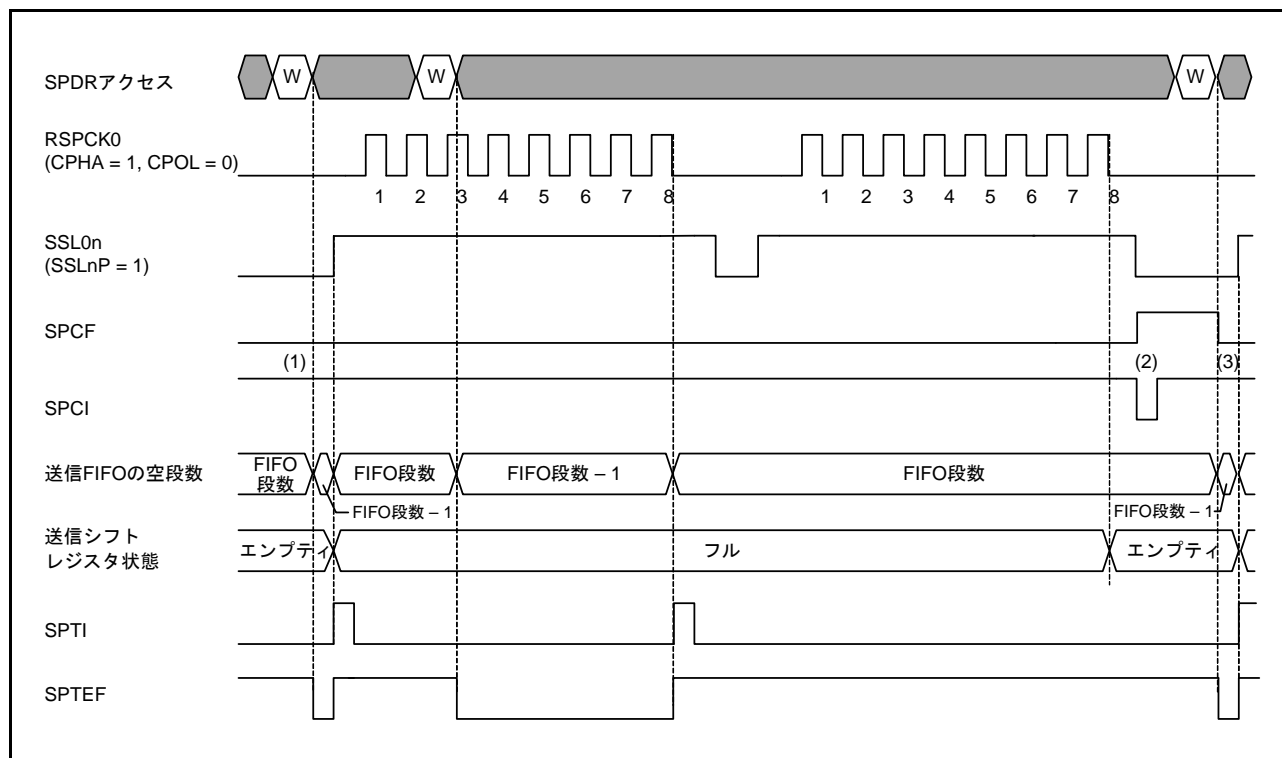 SPDRアクセス
W
W
W
RSPCK0
(CPHA = 1, CPOL = 0)
1 2 3 4 5 6 7 8
1 2 3 4 5 6 7 8
SSL0n
(SSLnP = 1)
SPCF
(1)
(2)
(3)
SPCI
送信FIFOの空段数
FIFO
段数
FIFO段数
FIFO段数 – 1
FIFO段数
FIFO段数 – 1
FIFO段数 – 1
送信シフト
レジスタ状態
エンプティ
フル
エンプティ
SPTI
SPTEF